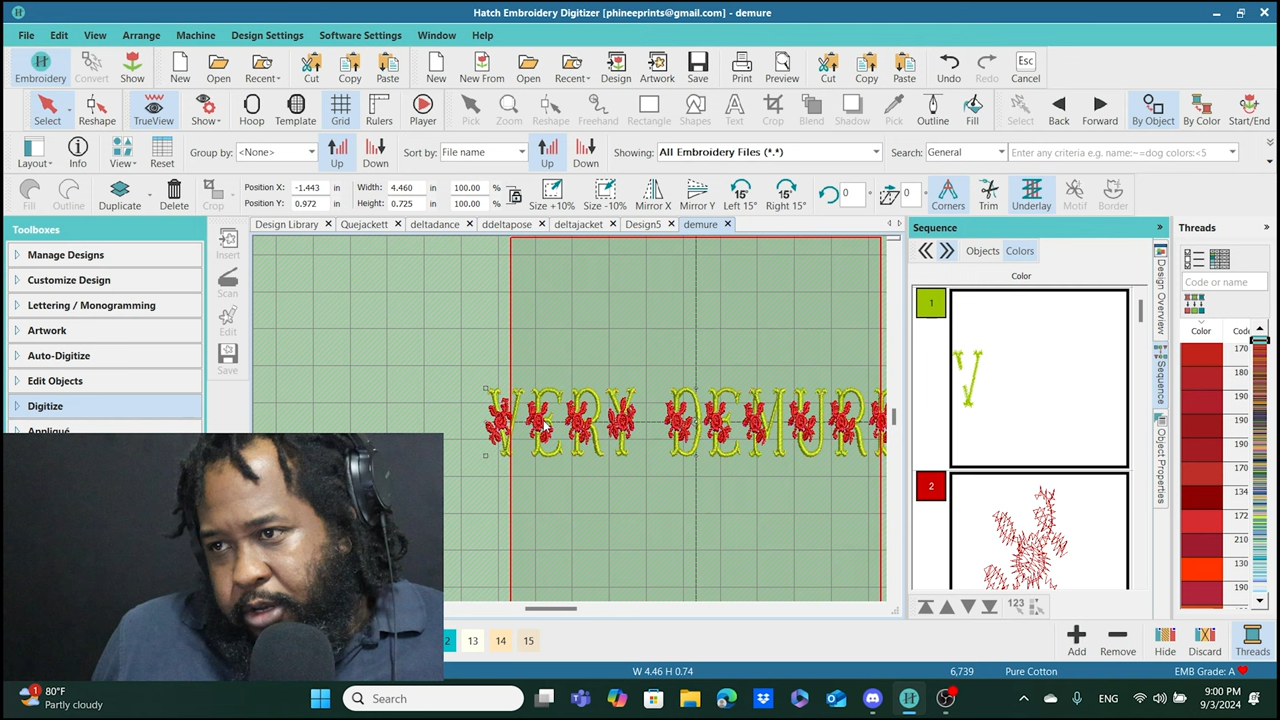 Hatch Embroidery Digitizer [phineeprints@gmail.com] - demure
File Edit View Arrange Machine Design Settings Software Settings Window Help
Embroidery Convert Show New Open Recent Cut Copy Paste New New From Open Recent Design Artwork Save Print Preview Cut Copy Paste Undo Redo Esc Cancel
Select Reshape TrueView Show Hoop Template Grid Rulers Player Pick Zoom Reshape Freehand Rectangle Shapes Text Crop Blend Shadow Pick Outline Fill Select Back Forward By Object By Color Start/End
Layout Info View Reset Group by: <None> Up Down Sort by: File name Up Down Showing: All Embroidery Files (*.*) Search: General Enter any criteria e.g. name:~=dog colors:<5
Fill Outline Duplicate Delete Crop Position X: -1.443 in Width: 4.460 in 100.00 % Size +10% Size -10% Mirror X Mirror Y Left 15° Right 15° 0 0 Corners Trim Underlay Motif Border
Position Y: 0.972 in Height: 0.725 in 100.00 %
Toolboxes
Design Library Quejackett deltadance ddeltapose deltajacket Design5 demure
Sequence
Threads
Manage Designs
Customize Design
Lettering / Monogramming
Artwork
Auto-Digitize
Edit Objects
Digitize
Appliqué
Insert
Scan
Edit
Save
VERY DEMURE
Objects Colors
Color
1
2
Design Overview
Sequence
Object Properties
Code or name
Color
170
180
190
190
190
170
134
172
210
130
190
123
13 14 15
Add Remove Hide Discard Threads
W 4.46 H 0.74 6,739 Pure Cotton EMB Grade: A
1 80°F
Partly cloudy
Search
ENG
9:00 PM
9/3/2024